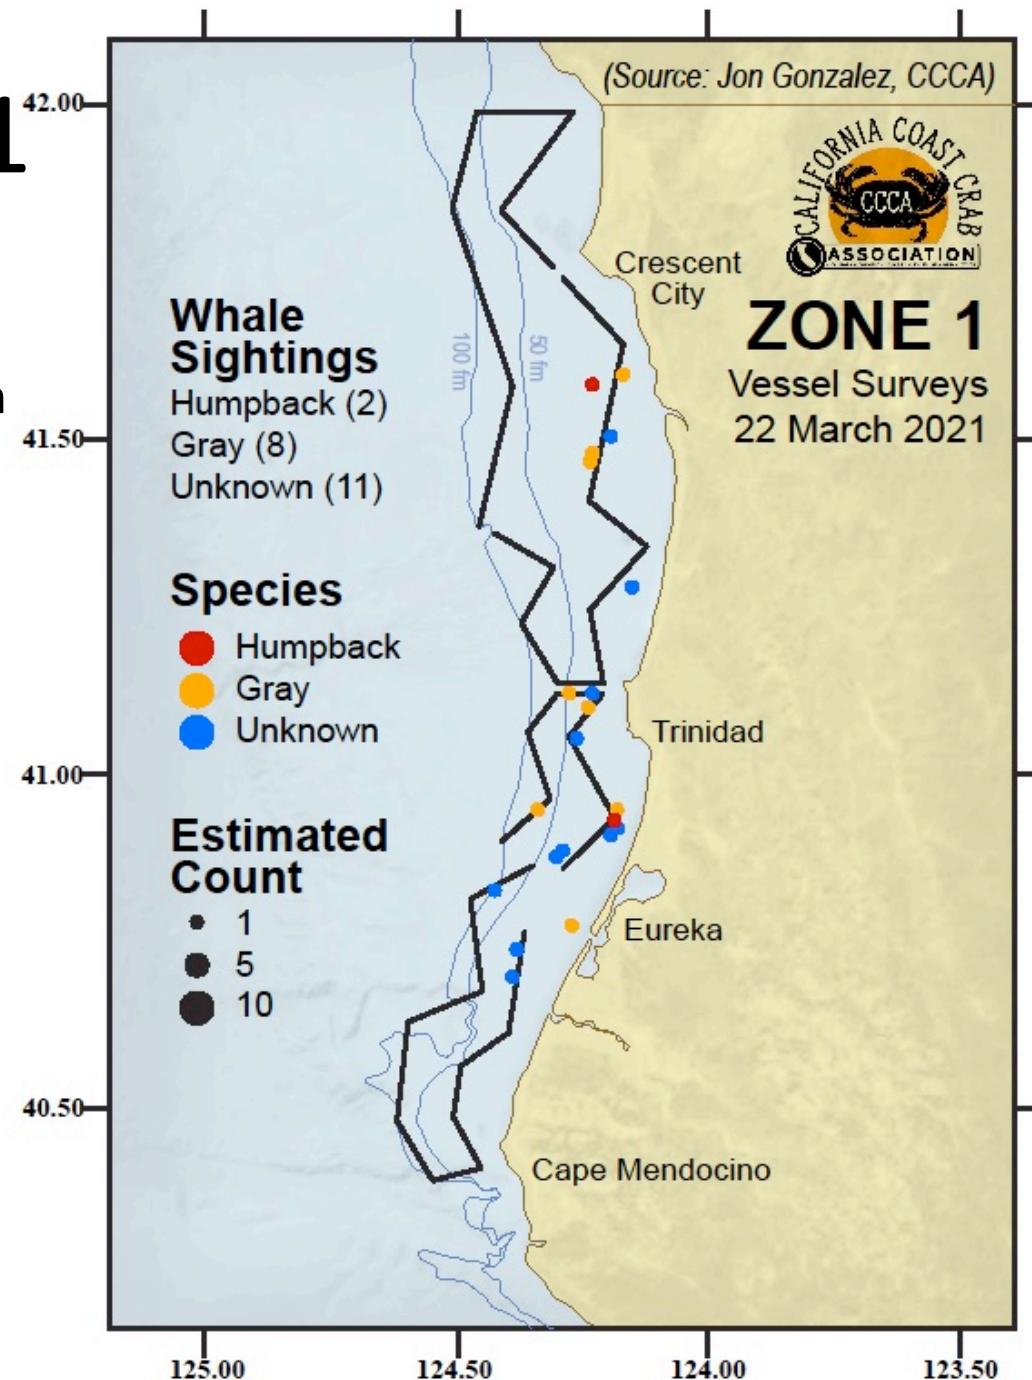 (Source: Jon Gonzalez, CCCA)
42.00
1
CALIFORNIA COAST CRAB
CCCA
ASSOCIATION
Crescent
City
ZONE 1
Vessel Surveys
22 March 2021
Whale
Sightings
Humpback (2)
Gray (8)
Unknown (11)
100 fm
50 fm
n
41.50
Species
Humpback
Gray
Unknown
Trinidad
41.00
Estimated
Count
1
5
10
Eureka
40.50
Cape Mendocino
125.00
124.50
124.00
123.50